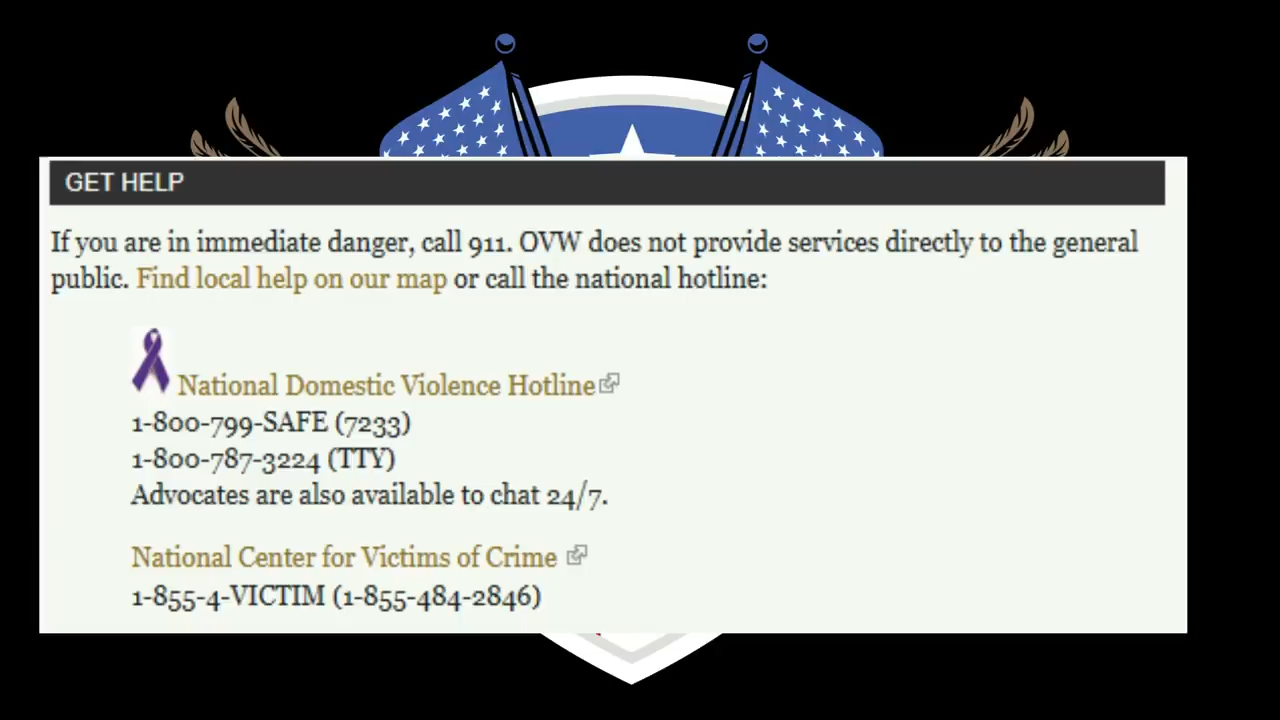 GET HELP
If you are in immediate danger, call 911. OVW does not provide services directly to the general
public. Find local help on our map or call the national hotline:
National Domestic Violence Hotline
1-800-799-SAFE (7233)
1-800-787-3224 (TTY)
Advocates are also available to chat 24/7.
National Center for Victims of Crime
1-855-4-VICTIM (1-855-484-2846)